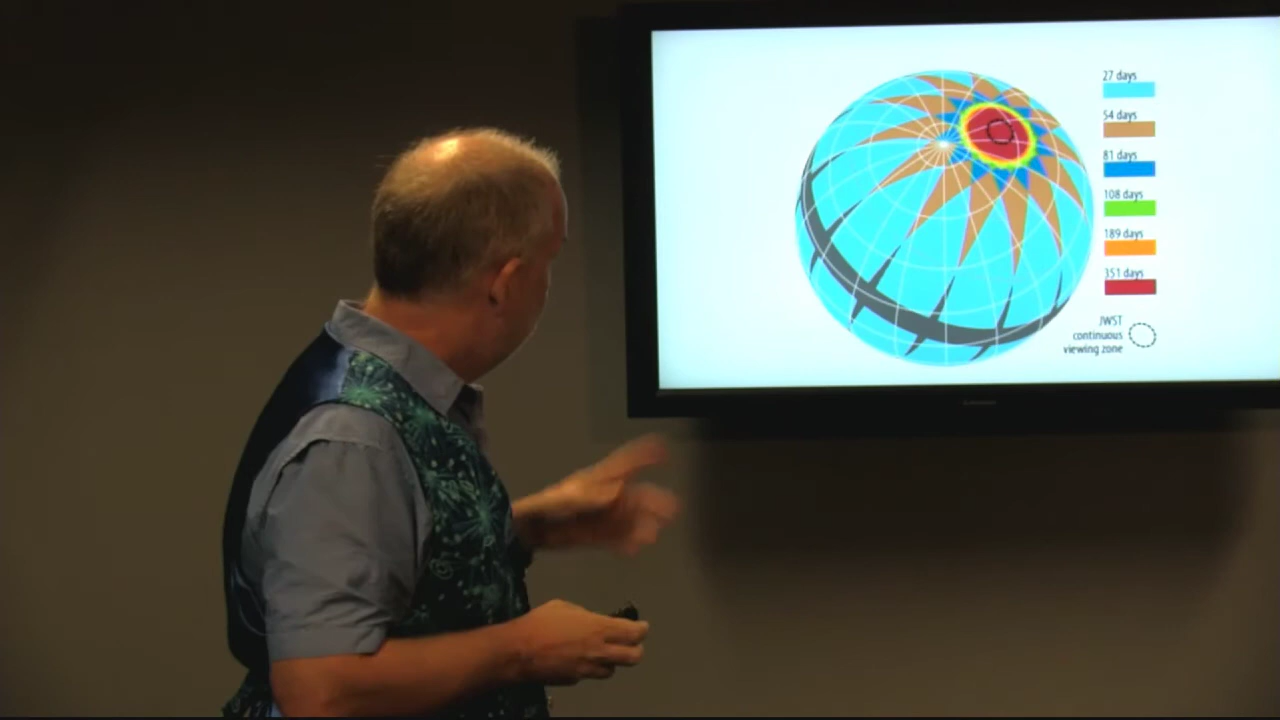 27 days
54 days
81 days
108 days
189 days
351 days
JWST
continuous
viewing zone